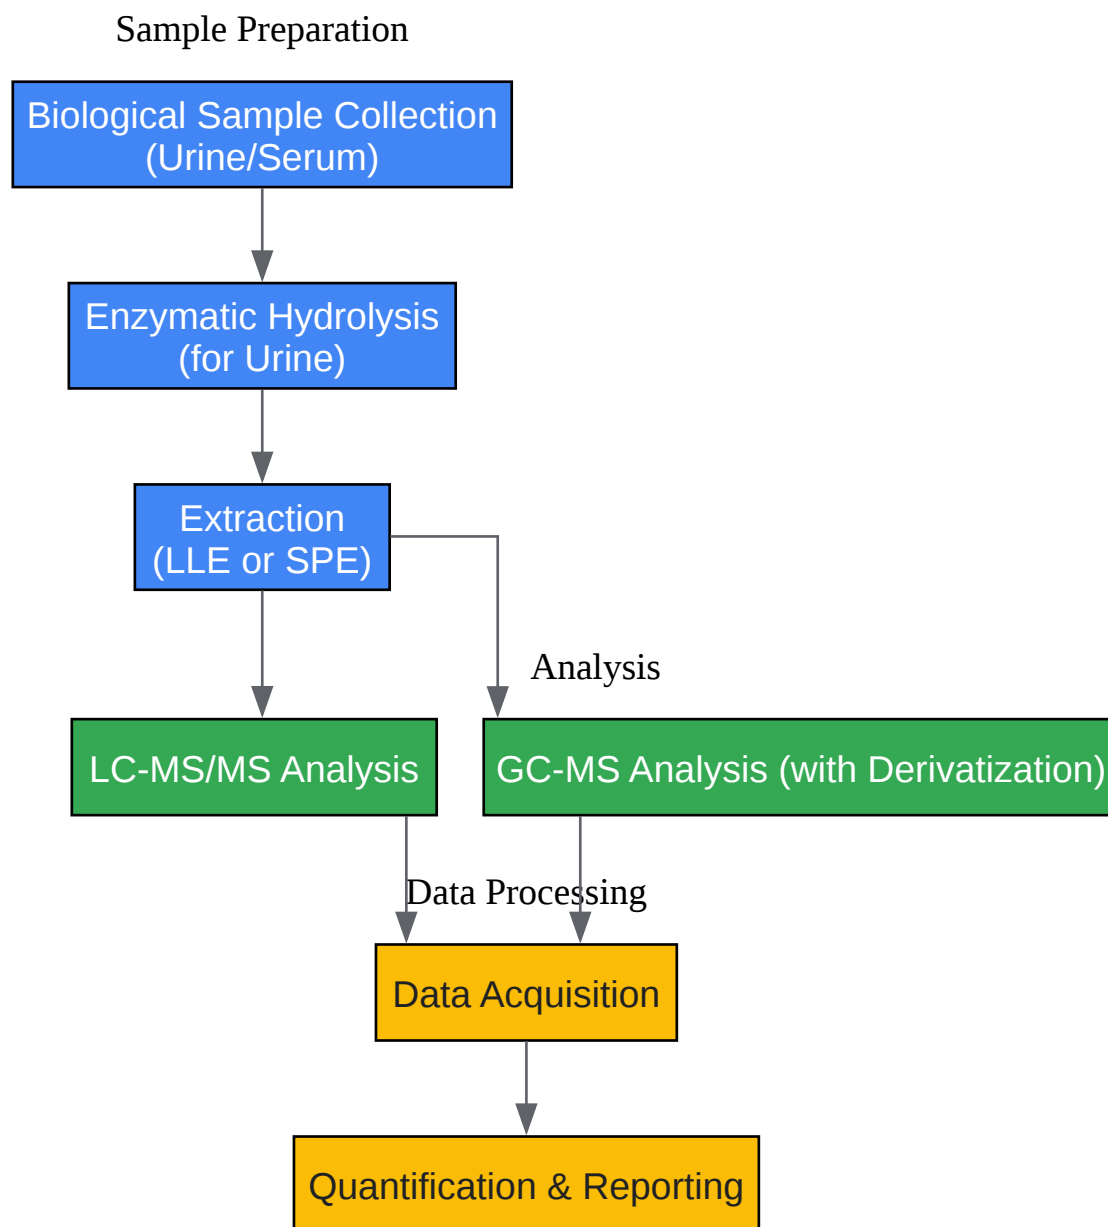 Sample Preparation
Biological Sample Collection
(Urine/Serum)
Enzymatic Hydrolysis
(for Urine)
Extraction
(LLE or SPE)
Analysis
LC-MS/MS Analysis
GC-MS Analysis (with Derivatization)
Data Processing
Data Acquisition
Quantification & Reporting